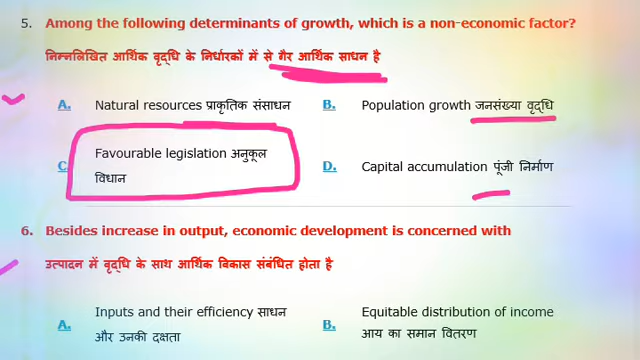 5. Among the following determinants of growth, which is a non-economic factor?
निम्नलिखित आर्थिक वृद्धि के निर्धारकों में से गैर आर्थिक साधन है
A. Natural resources प्राकृतिक संसाधन
B. Population growth जनसंख्या वृद्धि
C. Favourable legislation अनुकूल
विधान
D. Capital accumulation पूंजी निर्माण
6. Besides increase in output, economic development is concerned with
उत्पादन में वृद्धि के साथ आर्थिक विकास संबंधित होता है
A. Inputs and their efficiency साधन
और उनकी दक्षता
B. Equitable distribution of income
आय का समान वितरण